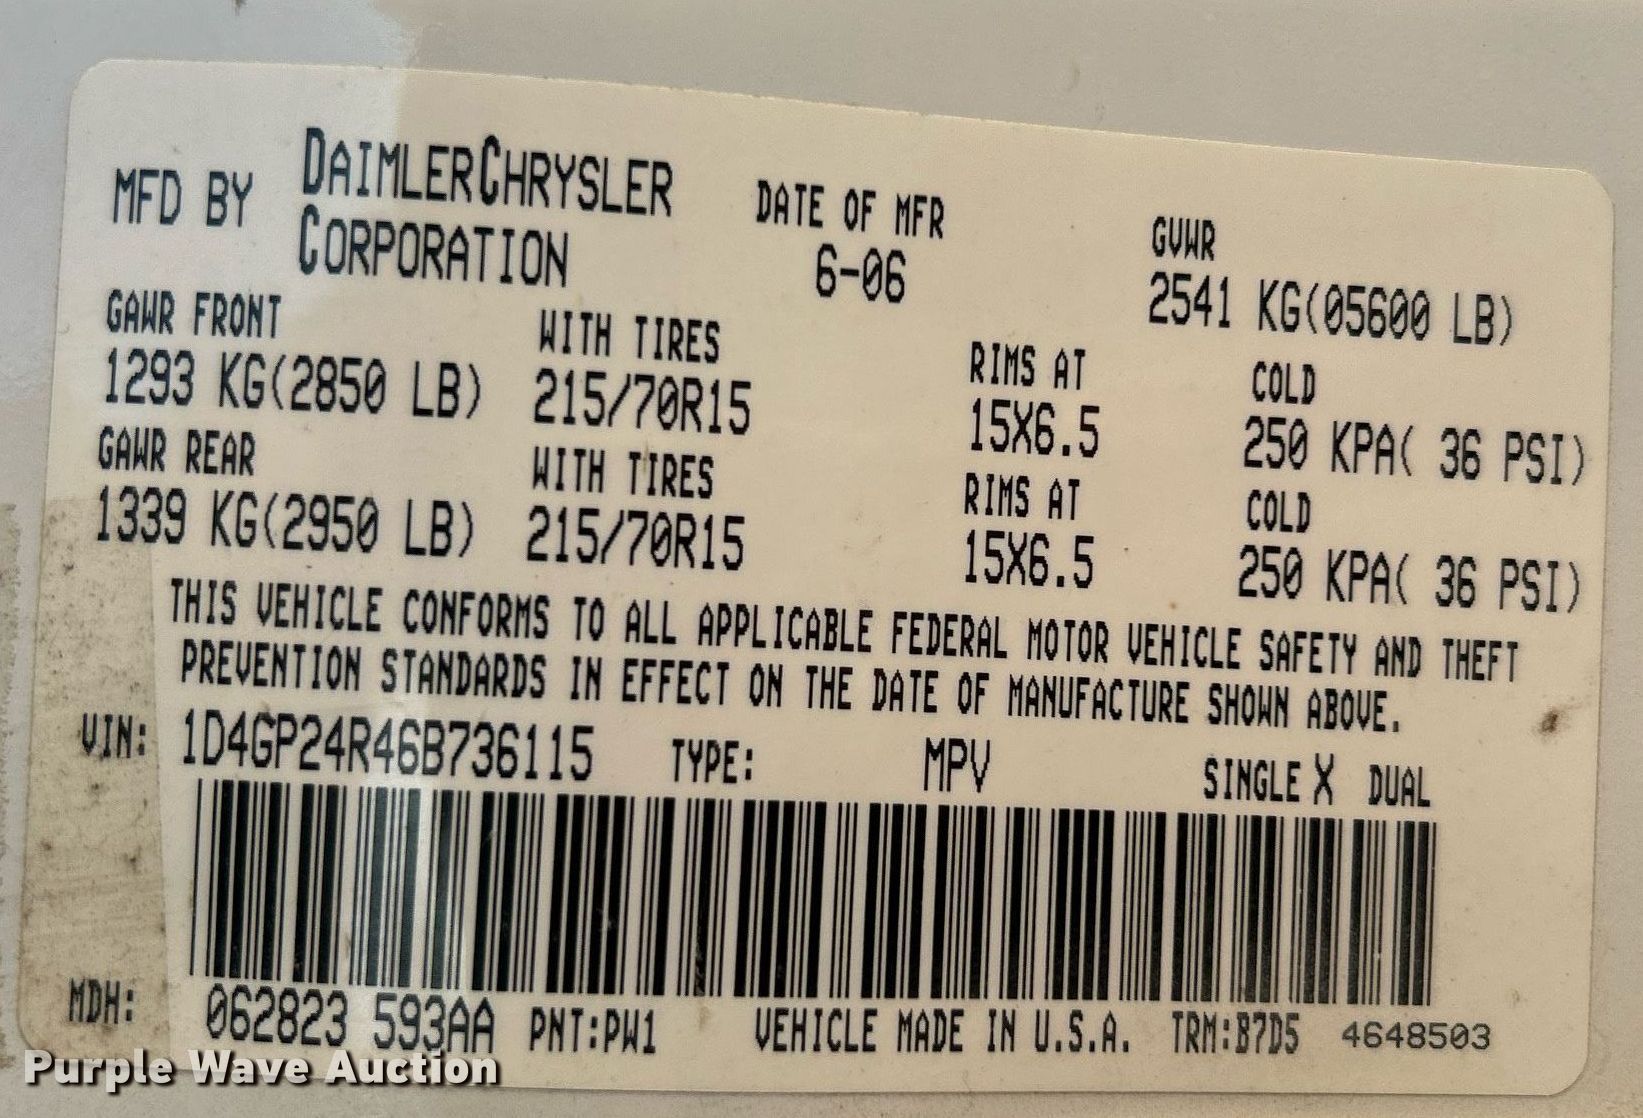 MFD BY DAIMLERCHRYSLER CORPORATION
DATE OF MFR
6-06
GVWR
2541 KG(05600 LB)
GAWR FRONT WITH TIRES RIMS AT COLD
1293 KG(2850 LB) 215/70R15 15X6.5 250 KPA( 36 PSI)
GAWR REAR WITH TIRES RIMS AT COLD
1339 KG(2950 LB) 215/70R15 15X6.5 250 KPA( 36 PSI)
THIS VEHICLE CONFORMS TO ALL APPLICABLE FEDERAL MOTOR VEHICLE SAFETY AND THEFT
PREVENTION STANDARDS IN EFFECT ON THE DATE OF MANUFACTURE SHOWN ABOVE.
VIN: 1D4GP24R46B736115 TYPE: MPV SINGLE X DUAL
MDH: 062823 593AA PNT:PW1 VEHICLE MADE IN U.S.A. TRM:B7D5 4648503
Purple Wave Auction